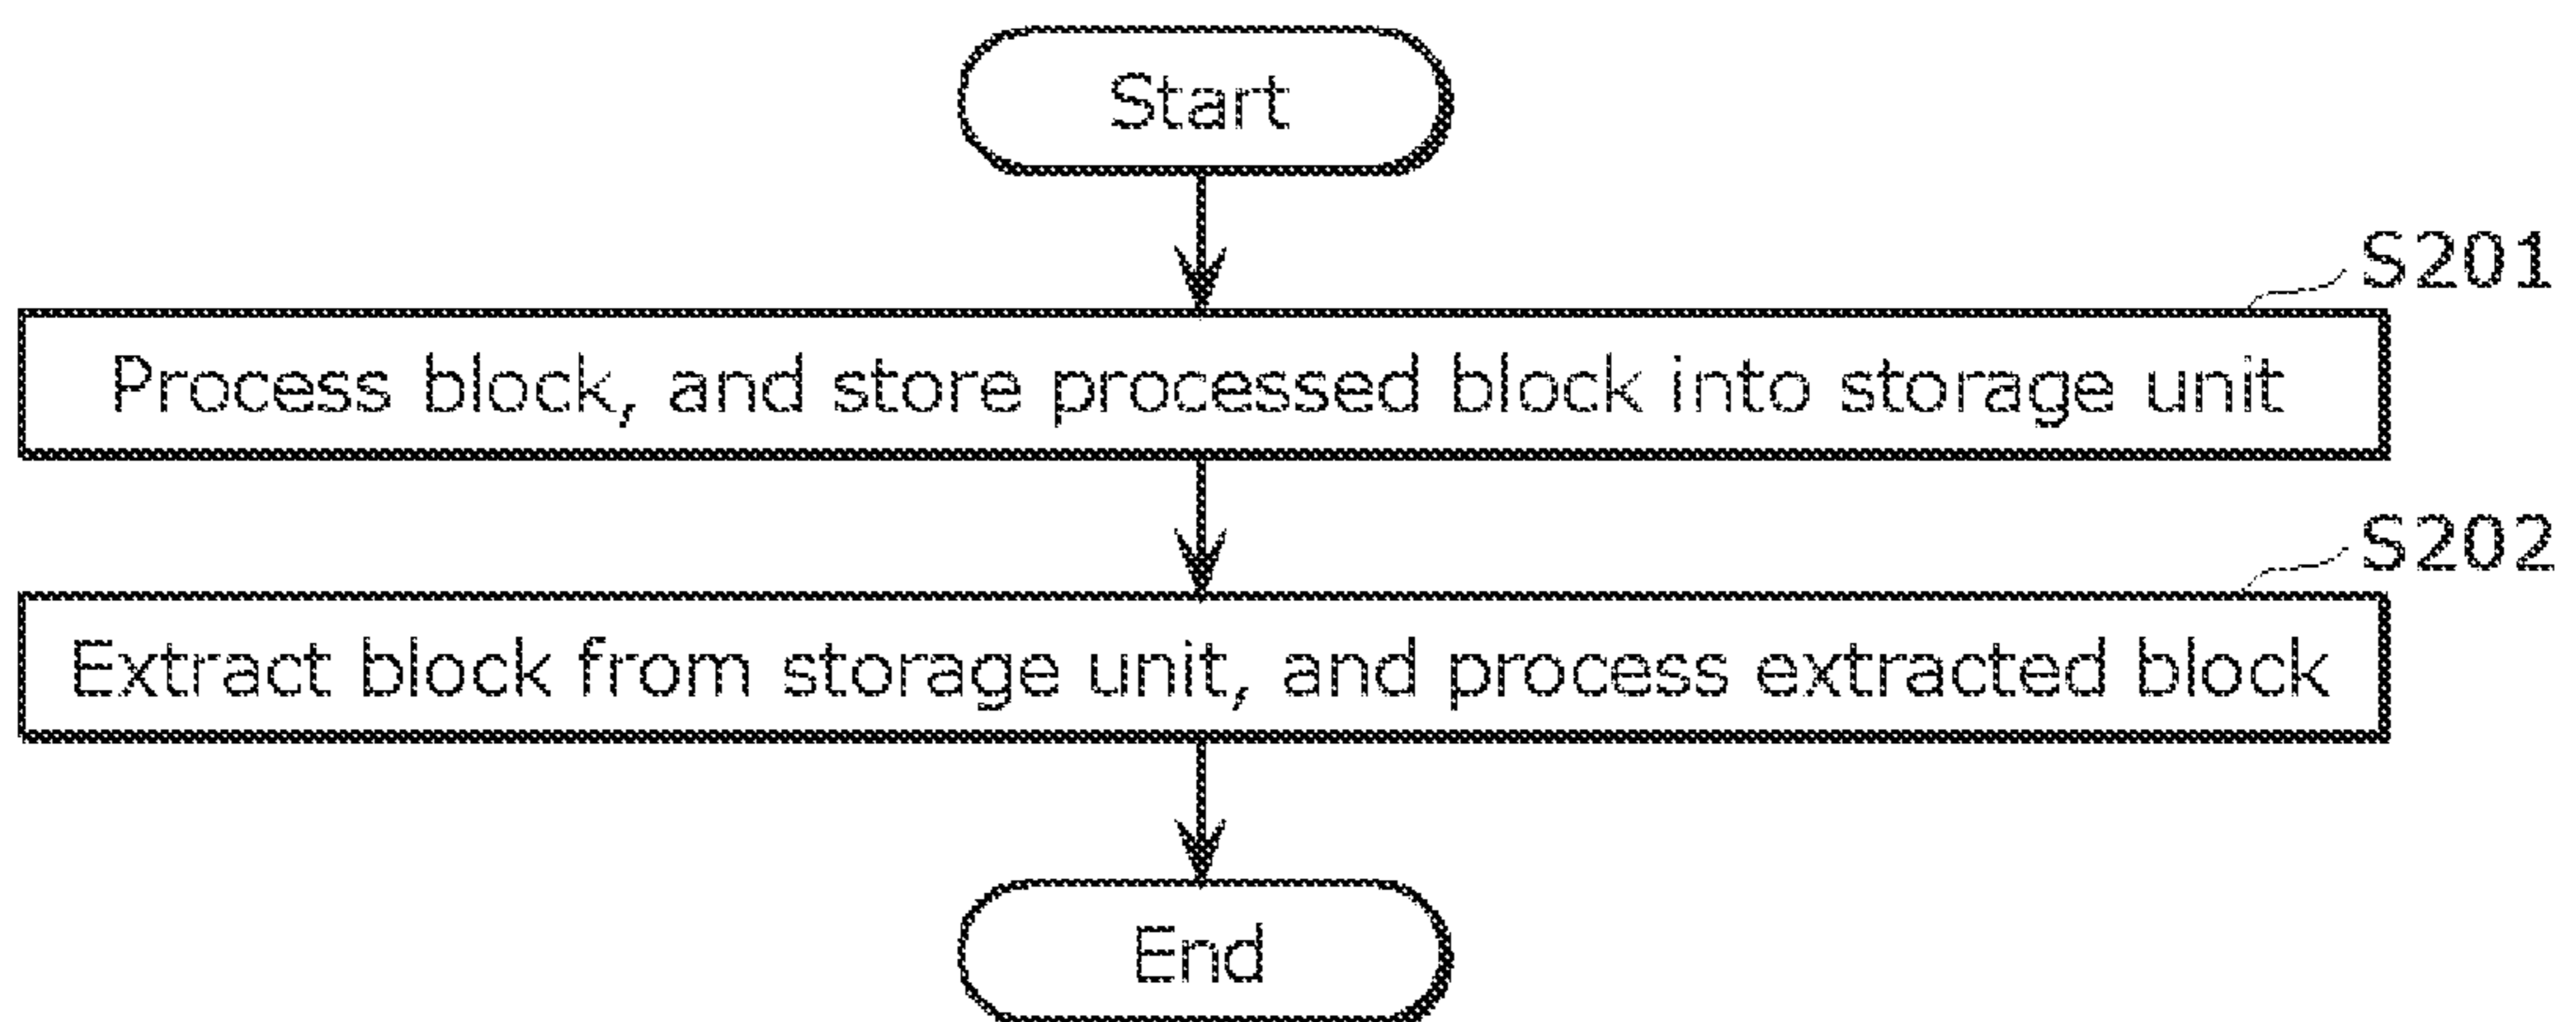 Start
S201
Process block, and store processed block into storage unit
S202
Extract block from storage unit, and process extracted block
End